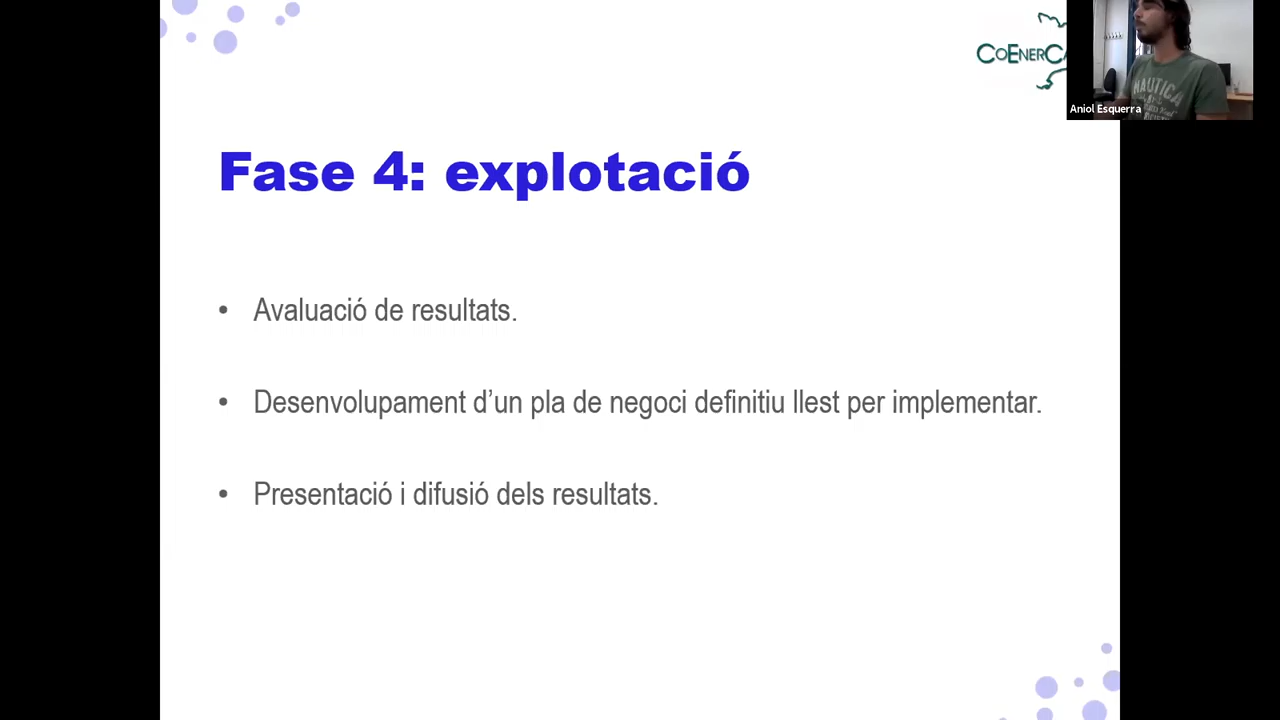 Aniol Esquerra
Fase 4: explotació
• Avaluació de resultats.
• Desenvolupament d’un pla de negoci definitiu llest per implementar.
• Presentació i difusió dels resultats.
NAUTICA